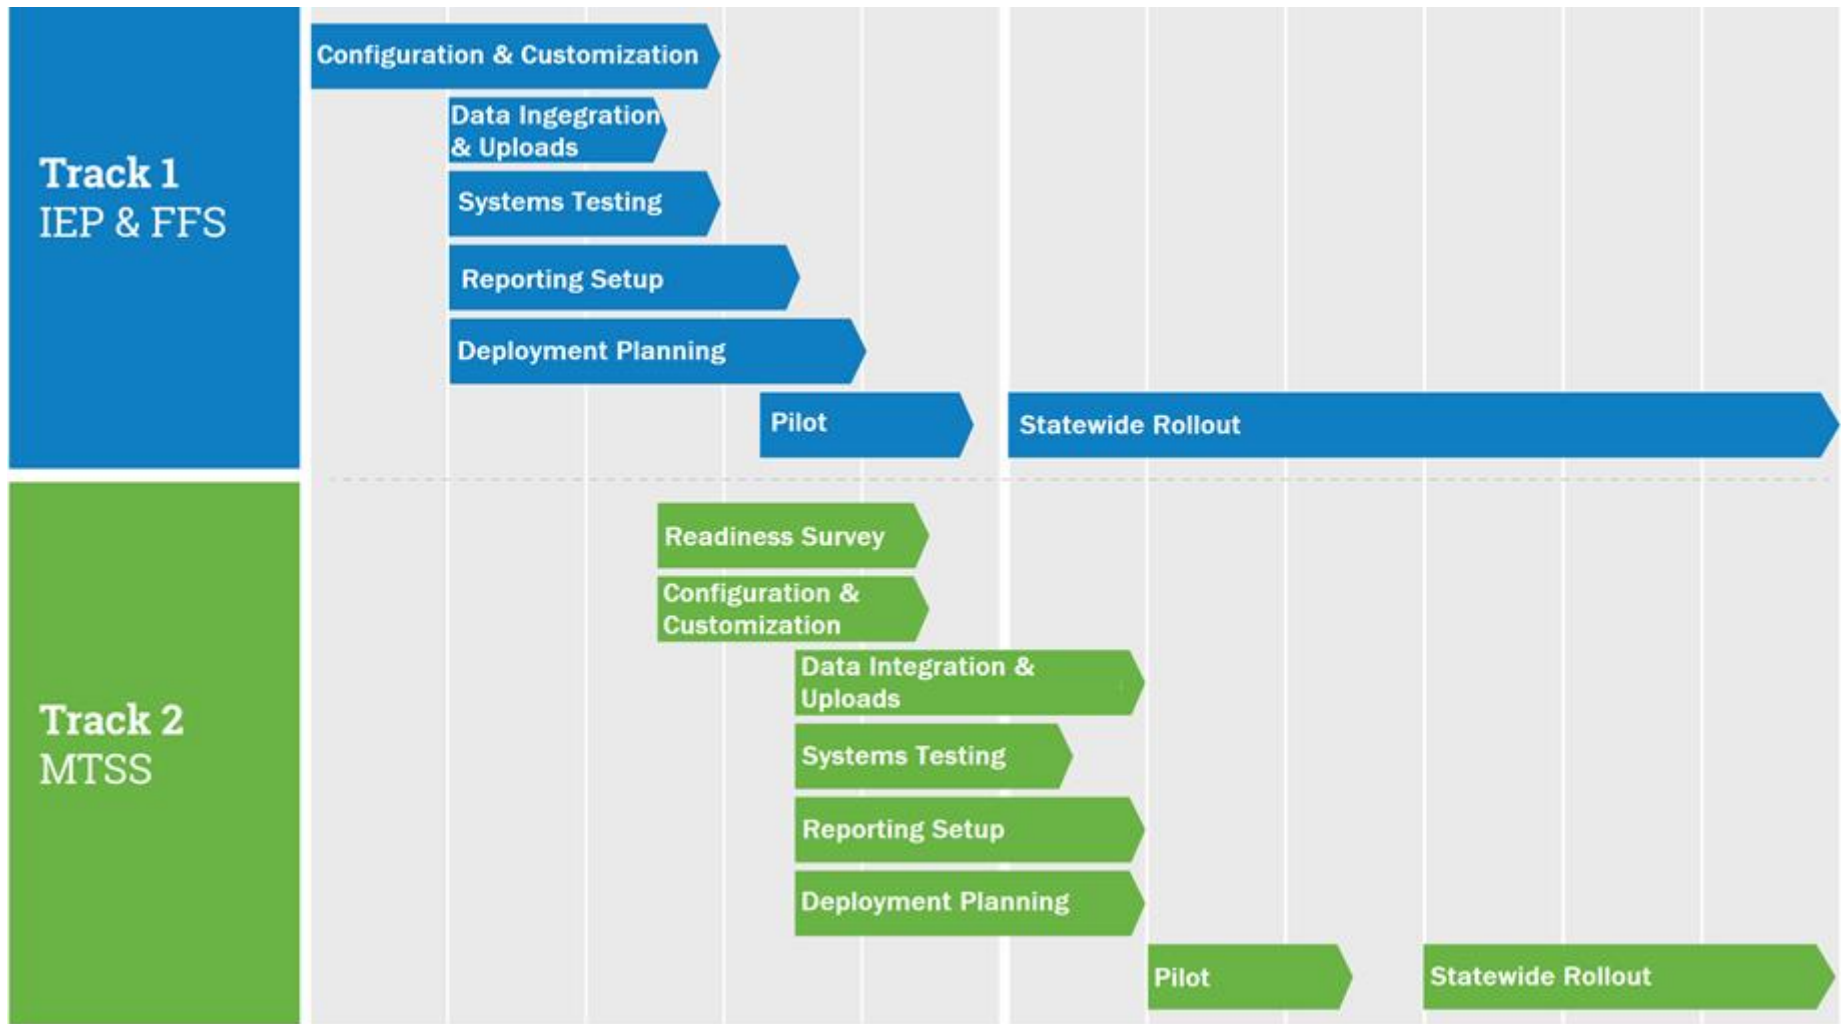 Track 1
IEP & FFS
Configuration & Customization
Data Ingegration
& Uploads
Systems Testing
Reporting Setup
Deployment Planning
Pilot
Statewide Rollout
Track 2
MTSS
Readiness Survey
Configuration &
Customization
Data Integration &
Uploads
Systems Testing
Reporting Setup
Deployment Planning
Pilot
Statewide Rollout